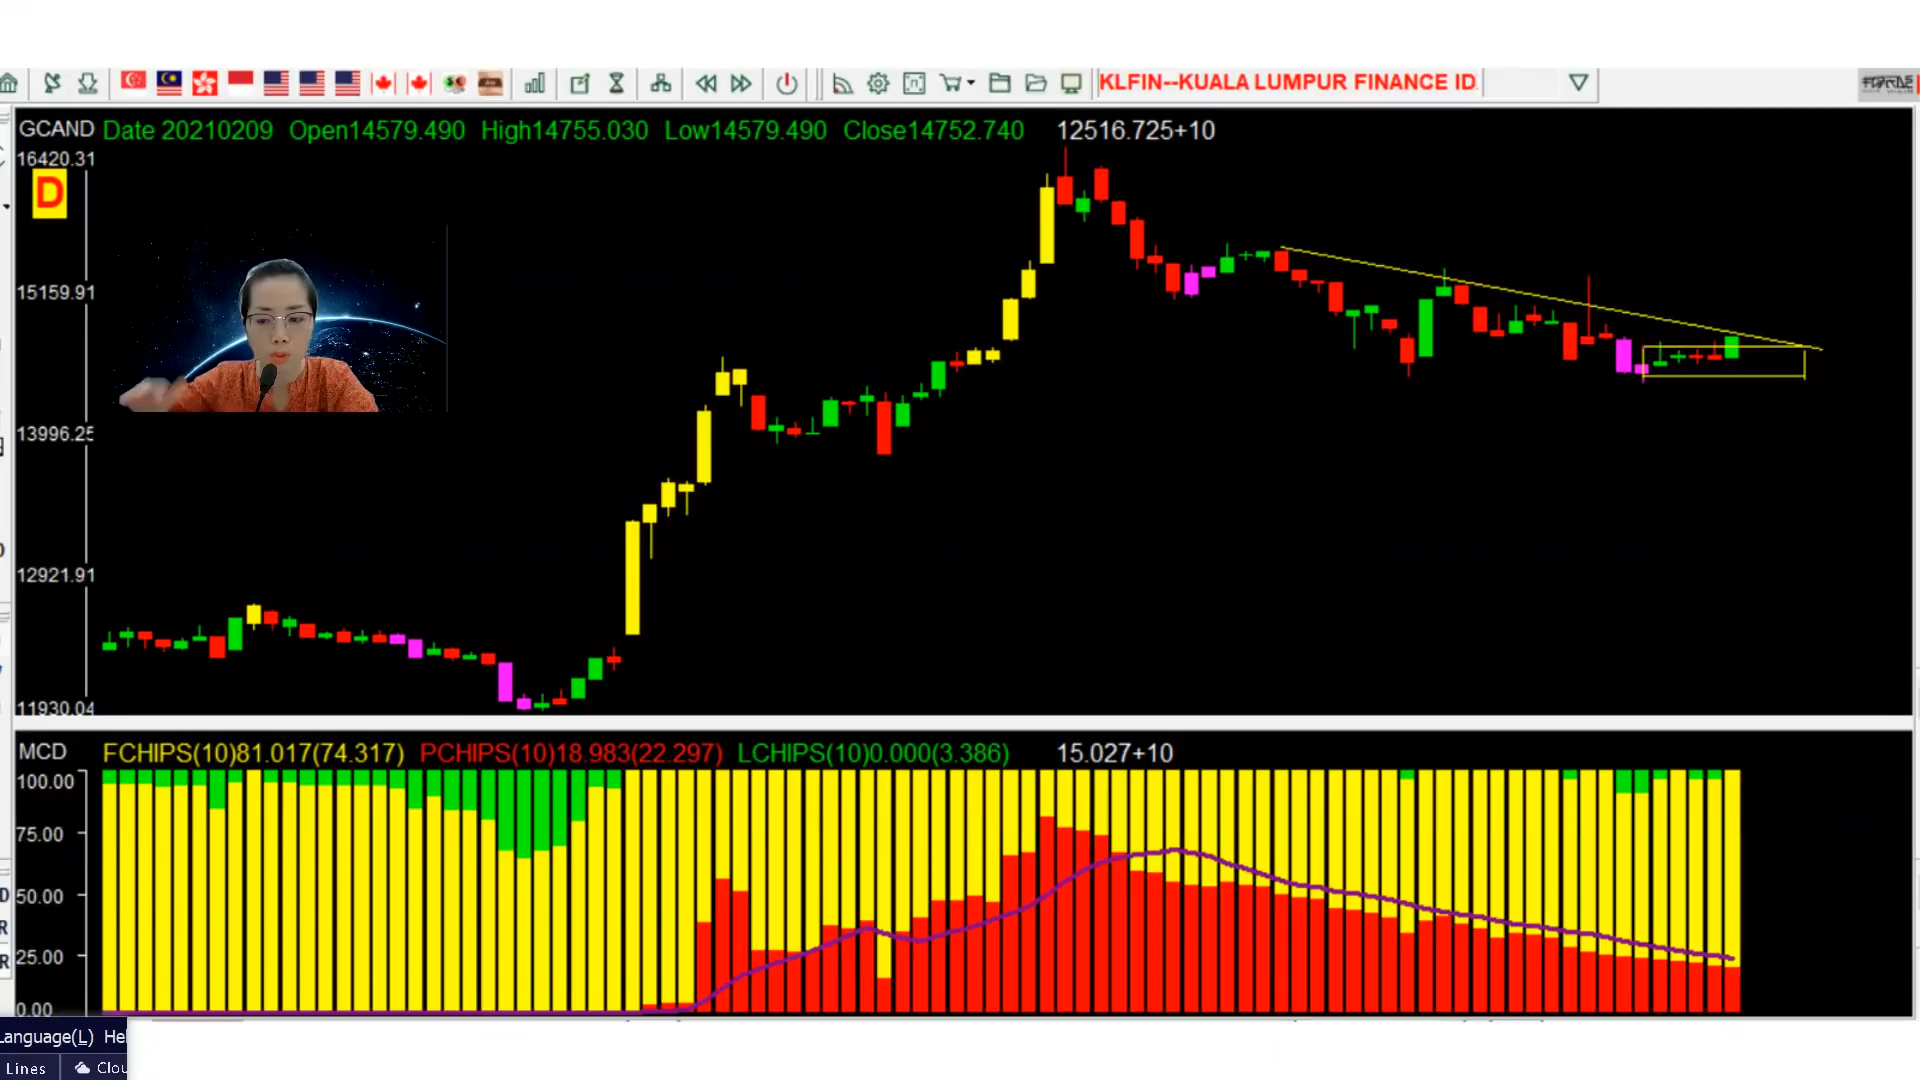 KLFIN--KUALA LUMPUR FINANCE ID
GCAND Date 20210209 Open14579.490 High14755.030 Low14579.490 Close14752.740 12516.725+10
16420.31
D
15159.91
13996.25
12921.91
11930.04
MCD FCHIPS(10)81.017(74.317) PCHIPS(10)18.983(22.297) LCHIPS(10)0.000(3.386) 15.027+10
100.00
75.00
50.00
25.00
0.00
Language(L) Hel
Lines Clou